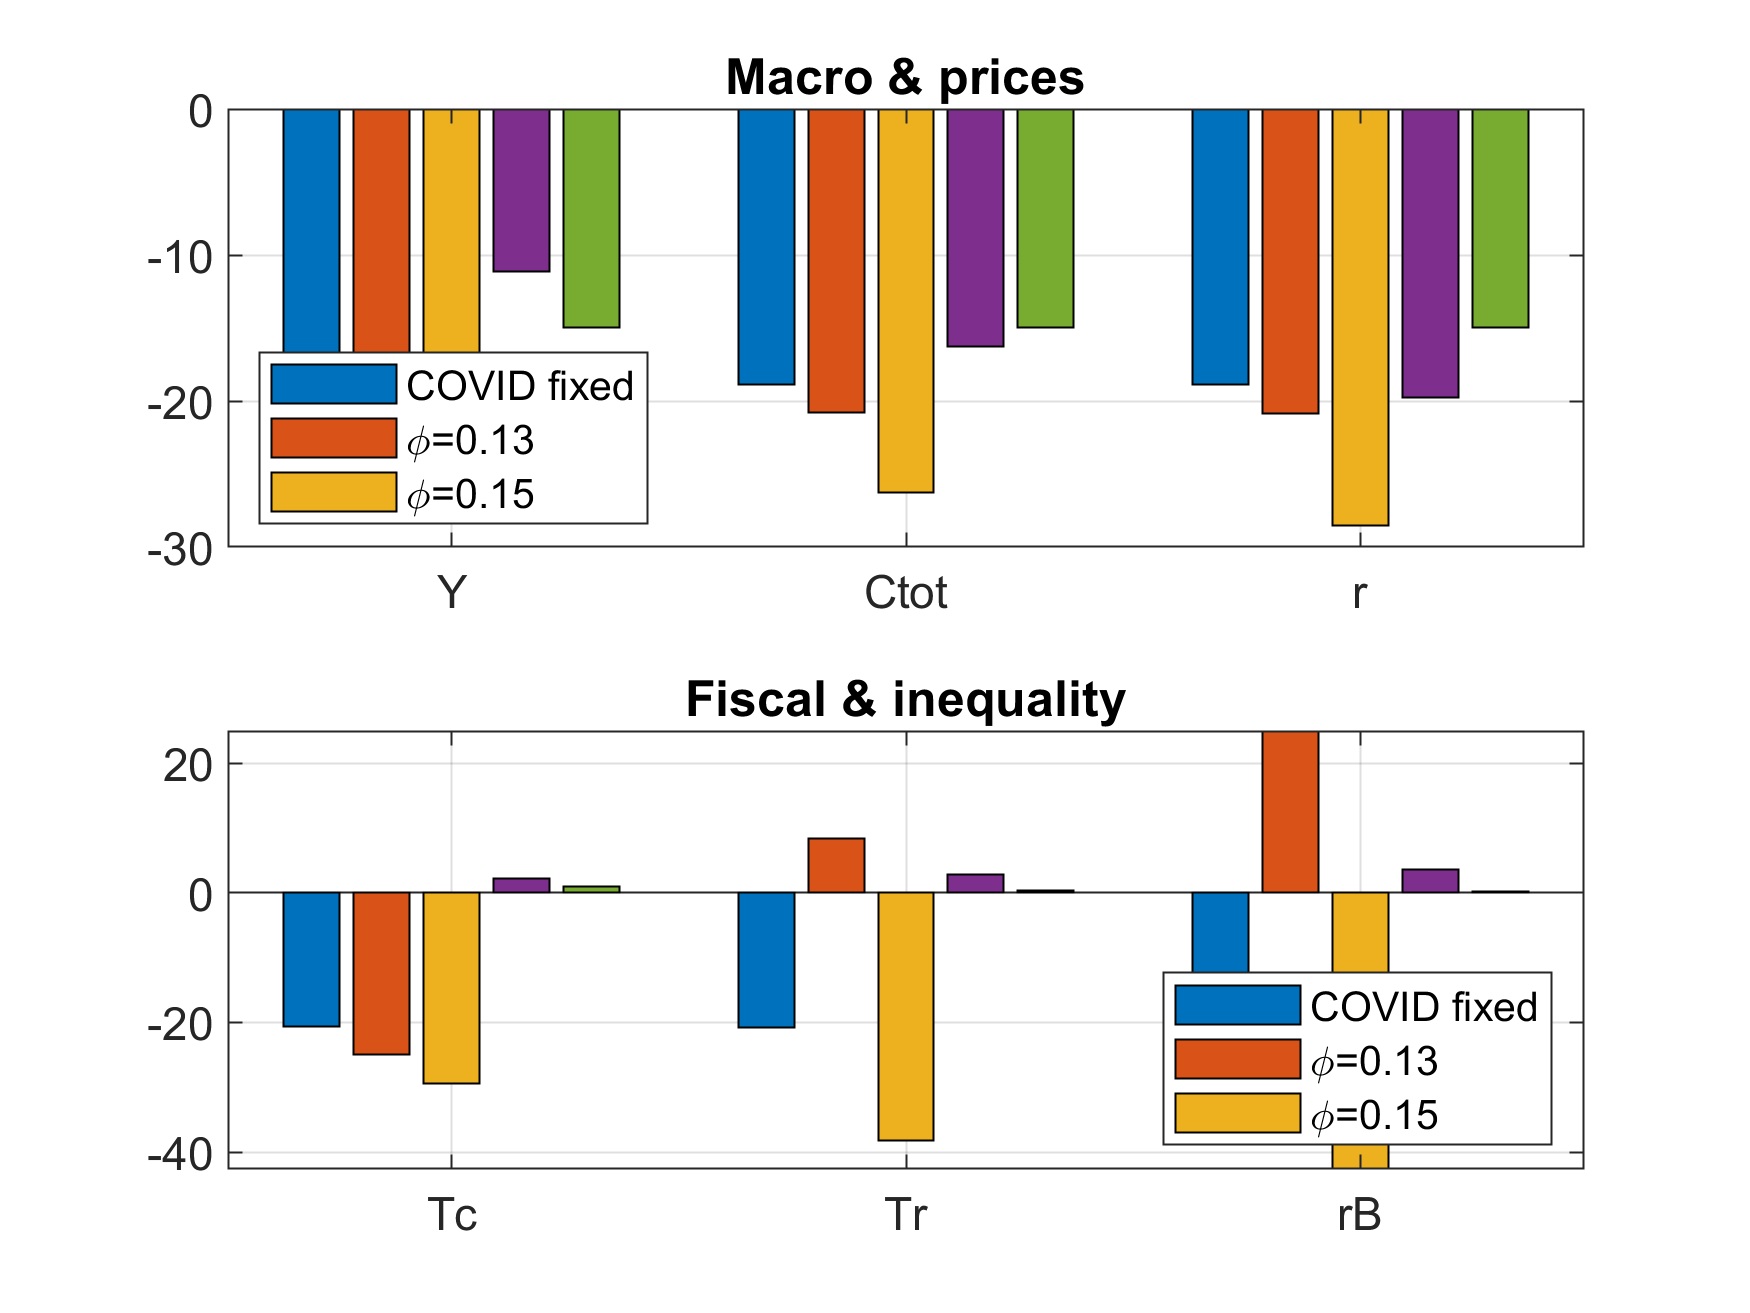 Macro & prices
0
-10
-20
-30
COVID fixed
ϕ=0.13
ϕ=0.15
Y
Ctot
r
Fiscal & inequality
20
0
-20
-40
COVID fixed
ϕ=0.13
ϕ=0.15
Tc
Tr
rB